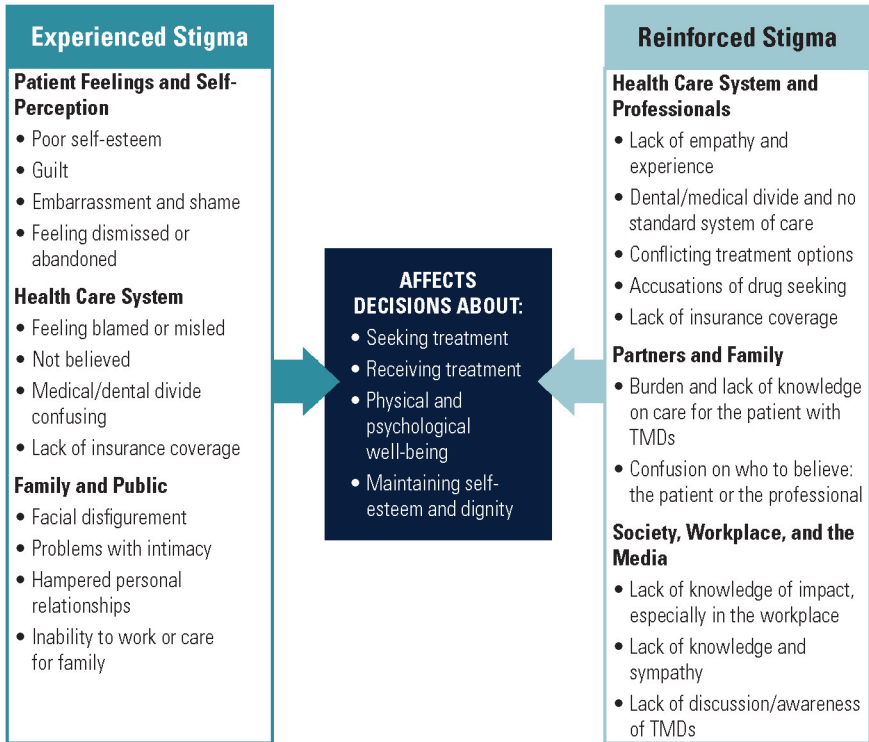 Experienced Stigma
Patient Feelings and Self-
Perception
• Poor self-esteem
• Guilt
• Embarrassment and shame
• Feeling dismissed or
abandoned
Health Care System
• Feeling blamed or misled
• Not believed
• Medical/dental divide
confusing
• Lack of insurance coverage
Family and Public
• Facial disfigurement
• Problems with intimacy
• Hampered personal
relationships
• Inability to work or care
for family
AFFECTS
DECISIONS ABOUT:
• Seeking treatment
• Receiving treatment
• Physical and
psychological
well-being
• Maintaining self-
esteem and dignity
Reinforced Stigma
Health Care System and
Professionals
• Lack of empathy and
experience
• Dental/medical divide and no
standard system of care
• Conflicting treatment options
• Accusations of drug seeking
• Lack of insurance coverage
Partners and Family
• Burden and lack of knowledge
on care for the patient with
TMDs
• Confusion on who to believe:
the patient or the professional
Society, Workplace, and the
Media
• Lack of knowledge of impact,
especially in the workplace
• Lack of knowledge and
sympathy
• Lack of discussion/awareness
of TMDs